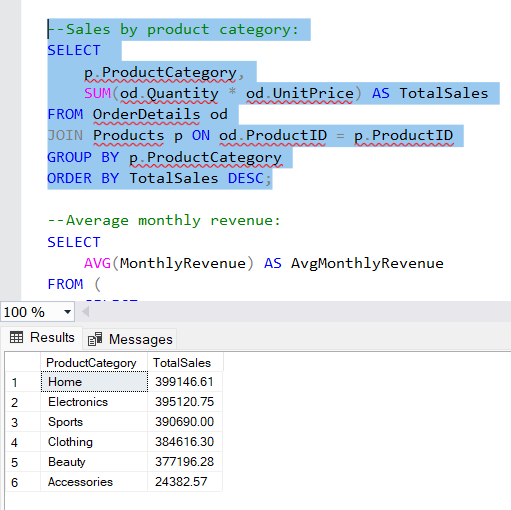 --Sales by product category:
SELECT
p.ProductCategory,
SUM(od.Quantity * od.UnitPrice) AS TotalSales
FROM OrderDetails od
JOIN Products p ON od.ProductID = p.ProductID
GROUP BY p.ProductCategory
ORDER BY TotalSales DESC;
--Average monthly revenue:
SELECT
AVG(MonthlyRevenue) AS AvgMonthlyRevenue
FROM (
100 %
Results Messages
ProductCategory TotalSales
1 Home 399146.61
2 Electronics 395120.75
3 Sports 390690.00
4 Clothing 384616.30
5 Beauty 377196.28
6 Accessories 24382.57